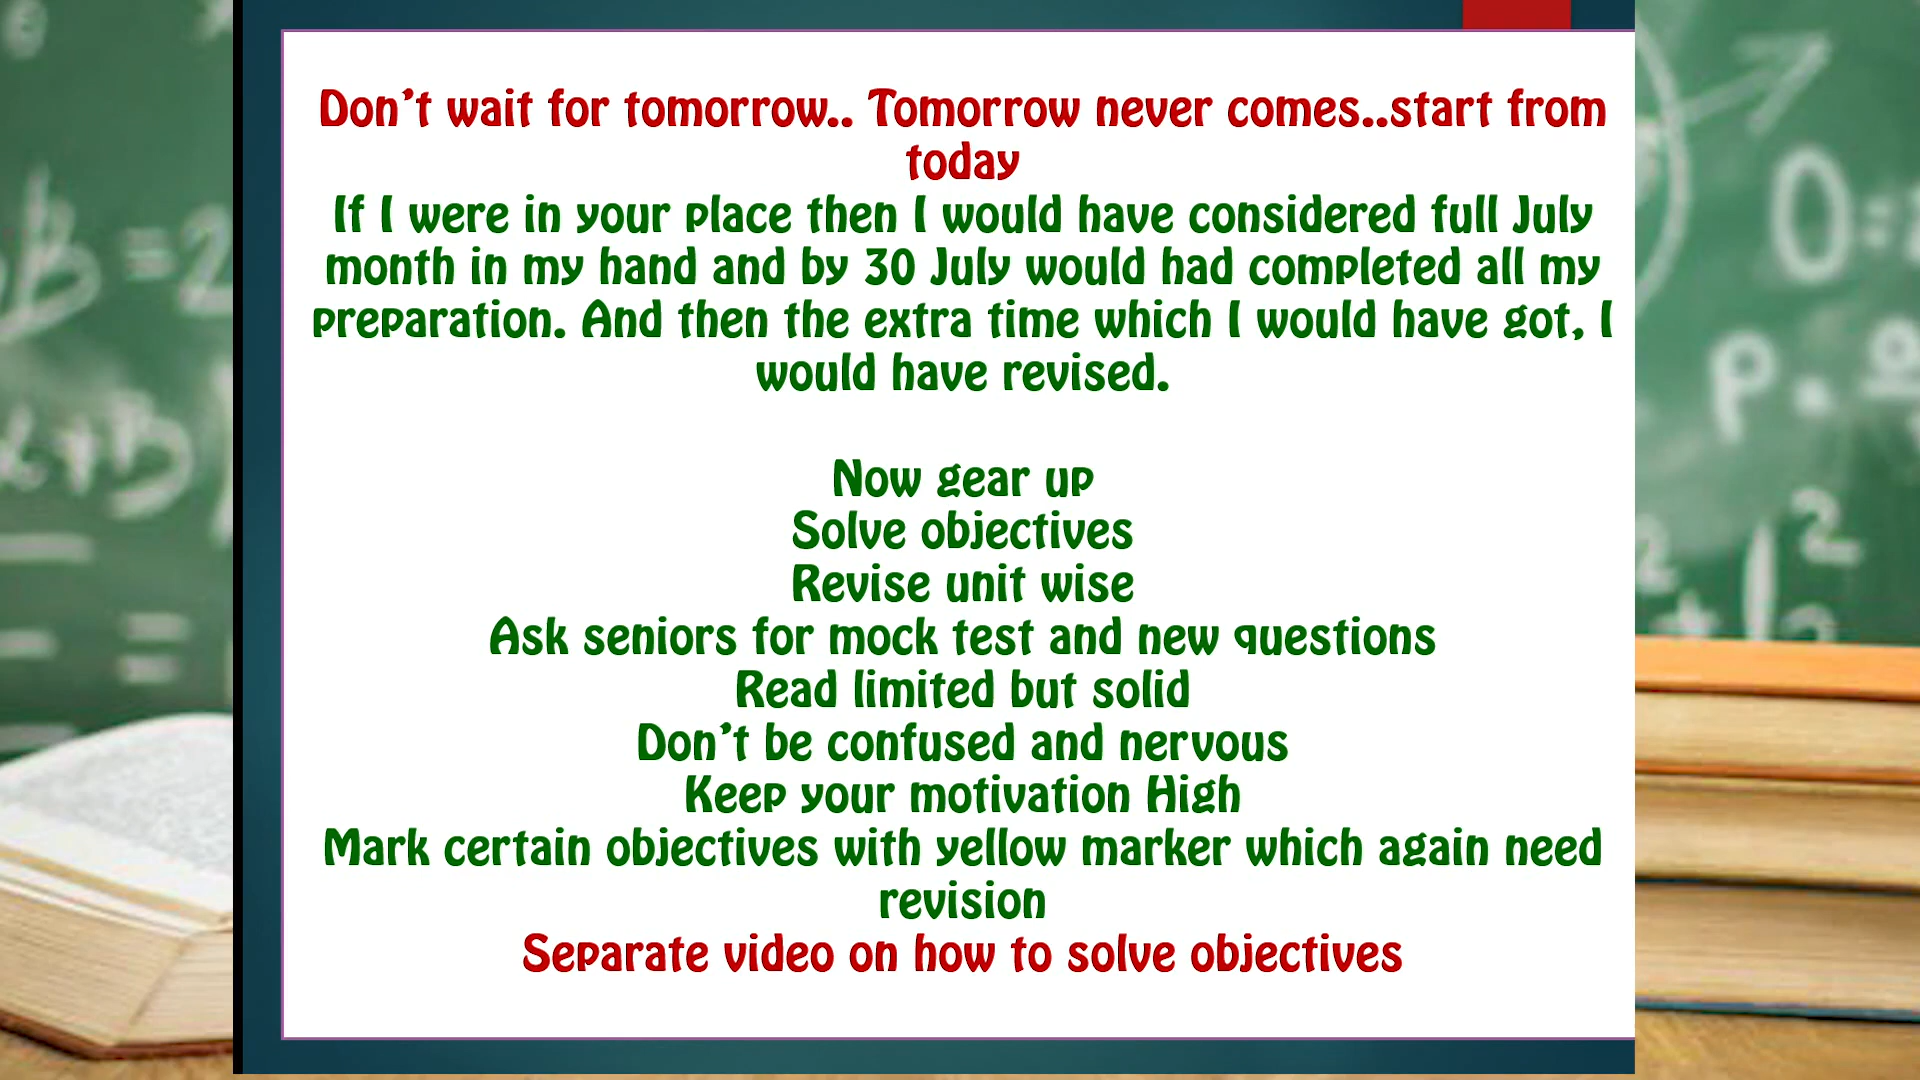 Don't wait for tomorrow.. Tomorrow never comes..start from
today
If I were in your place then I would have considered full July
month in my hand and by 30 July would had completed all my
preparation. And then the extra time which I would have got, I
would have revised.
Now gear up
Solve objectives
Revise unit wise
Ask seniors for mock test and new questions
Read limited but solid
Don't be confused and nervous
Keep your motivation High
Mark certain objectives with yellow marker which again need
revision
Separate video on how to solve objectives